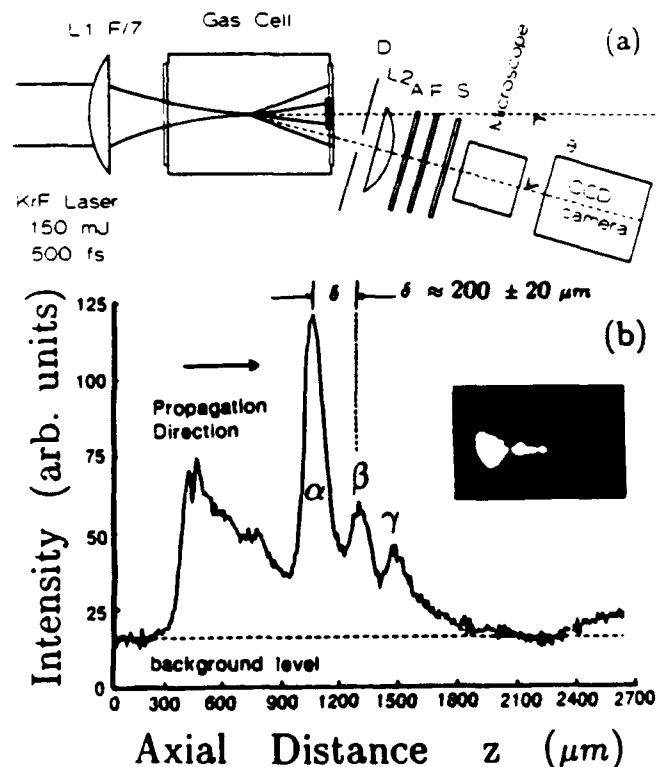 L1 F/7
Gas Cell
(a)
D
L2
A
F
S
Microscope
θ
CCD
Camera
KrF Laser
150 mJ
500 fs
δ
δ ≈ 200 ± 20 μm
(b)
Intensity (arb. units)
125
100
75
50
25
0
Propagation
Direction
α
β
γ
background level
0 300 600 900 1200 1500 1800 2100 2400 2700
Axial Distance z (μm)